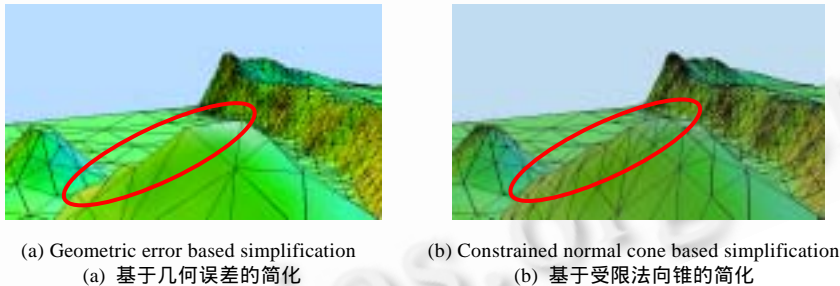 (a) Geometric error based simplification
(a) 基于几何误差的简化
(b) Constrained normal cone based simplification
(b) 基于受限法向锥的简化